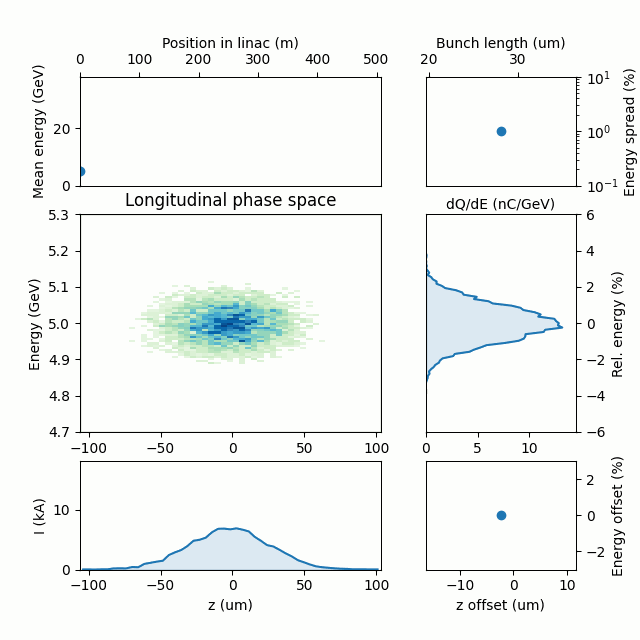 Position in linac (m)
0 100 200 300 400 500
Mean energy (GeV)
20
0
Bunch length (um)
20 30
10¹
10⁰
10⁻¹
Energy spread (%)
Longitudinal phase space
5.3
5.2
5.1
5.0
4.9
4.8
4.7
Energy (GeV)
−100 −50 0 50 100
dQ/dE (nC/GeV)
6
4
2
0
−2
−4
−6
Rel. energy (%)
0 5 10
I (kA)
10
0
−100 −50 0 50 100
z (um)
2
0
−2
Energy offset (%)
−10 0 10
z offset (um)